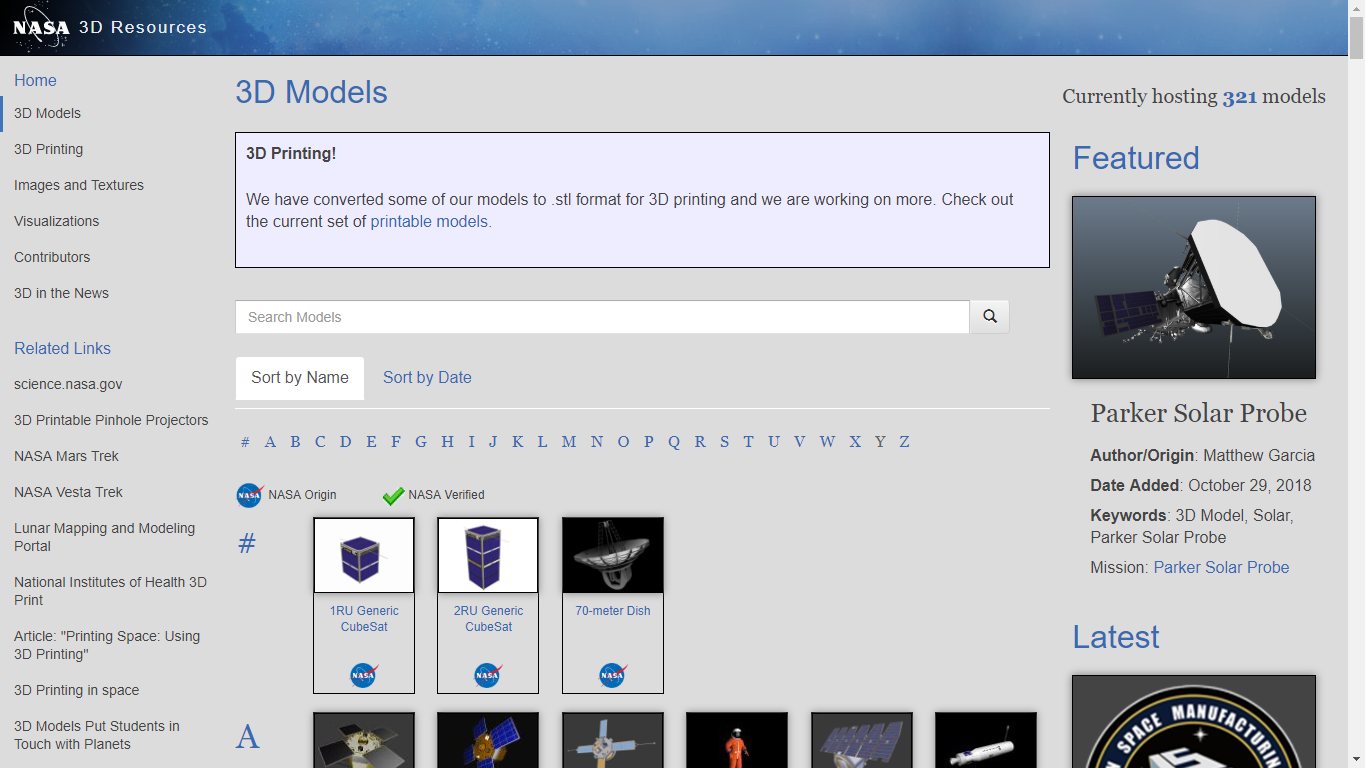 NASA 3D Resources
Home
3D Models
3D Printing
Images and Textures
Visualizations
Contributors
3D in the News
Related Links
science.nasa.gov
3D Printable Pinhole Projectors
NASA Mars Trek
NASA Vesta Trek
Lunar Mapping and Modeling
Portal
National Institutes of Health 3D
Print
Article: "Printing Space: Using
3D Printing"
3D Printing in space
3D Models Put Students in
Touch with Planets
3D Models
Currently hosting 321 models
3D Printing!
We have converted some of our models to .stl format for 3D printing and we are working on more. Check out
the current set of printable models.
Search Models
Sort by Name Sort by Date
# A B C D E F G H I J K L M N O P Q R S T U V W X Y Z
NASA NASA Origin NASA Verified
#
1RU Generic
CubeSat
NASA
2RU Generic
CubeSat
NASA
70-meter Dish
NASA
A
Featured
Parker Solar Probe
Author/Origin: Matthew Garcia
Date Added: October 29, 2018
Keywords: 3D Model, Solar,
Parker Solar Probe
Mission: Parker Solar Probe
Latest
SPACE MANUFACTURING